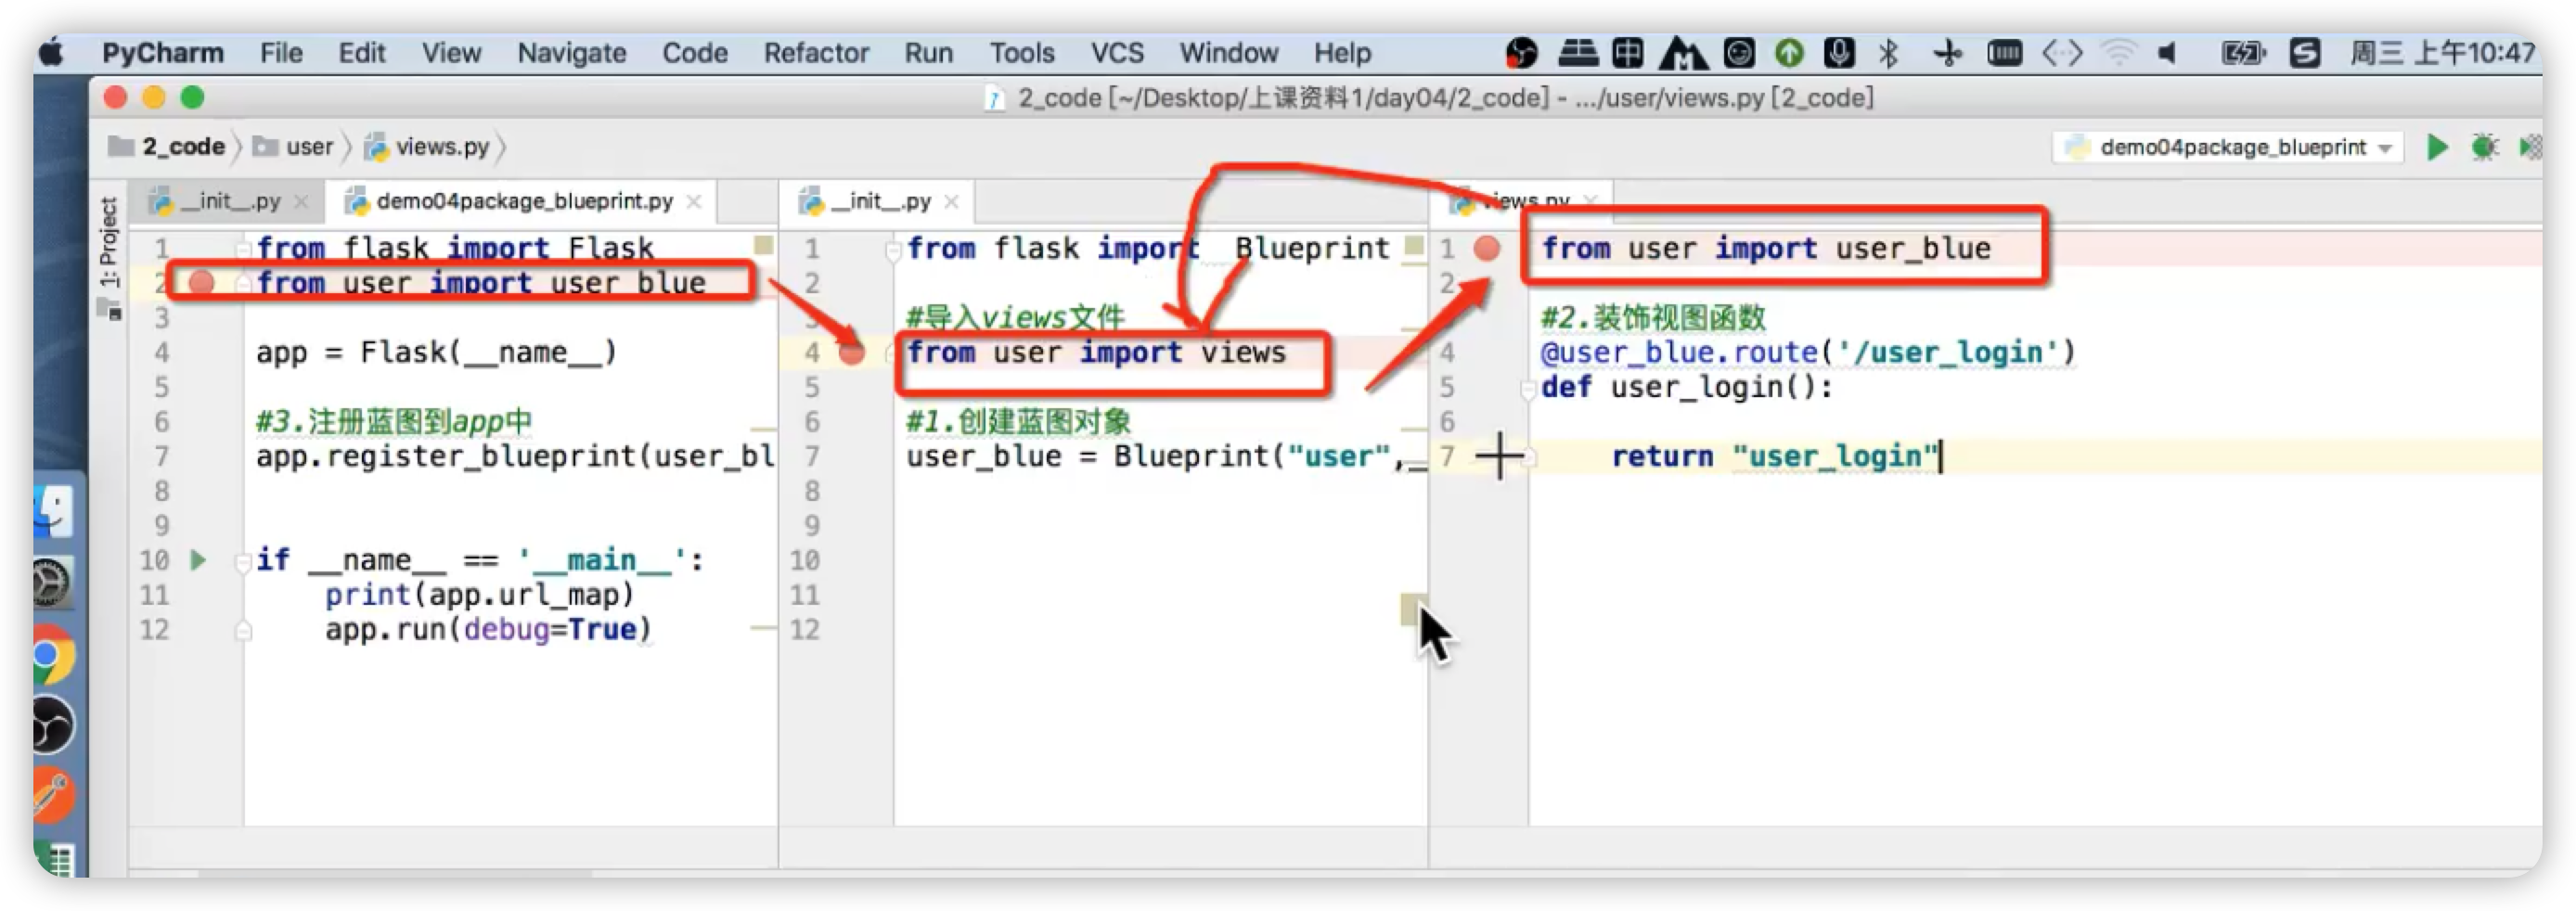 PyCharm File Edit View Navigate Code Refactor Run Tools VCS Window Help 周三 上午10:47
2_code [~/Desktop/上课资料1/day04/2_code] - .../user/views.py [2_code]
2_code user views.py demo04package_blueprint
1: Project
__init__.py demo04package_blueprint.py
1 from flask import Flask
2 from user import user_blue
3
4 app = Flask(__name__)
5
6 #3.注册蓝图到app中
7 app.register_blueprint(user_bl
8
9
10 if __name__ == '__main__':
11 print(app.url_map)
12 app.run(debug=True)
__init__.py
1 from flask import Blueprint
2
3 #导入views文件
4 from user import views
5
6 #1.创建蓝图对象
7 user_blue = Blueprint("user",_
8
9
10
11
12
views.py
1 from user import user_blue
2
3 #2.装饰视图函数
4 @user_blue.route('/user_login')
5 def user_login():
6
7 return "user_login"